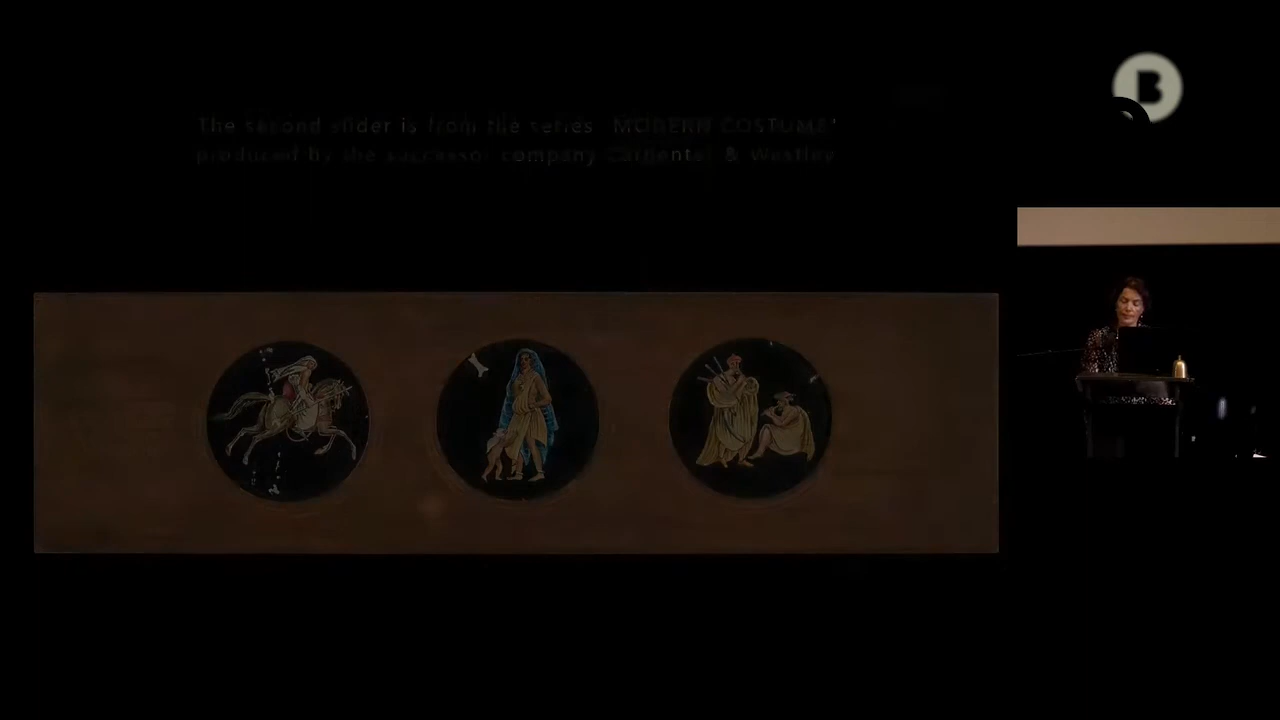 The second slider is from the series 'MODERN COSTUME'
produced by the successor company Carpenter & Westley
B